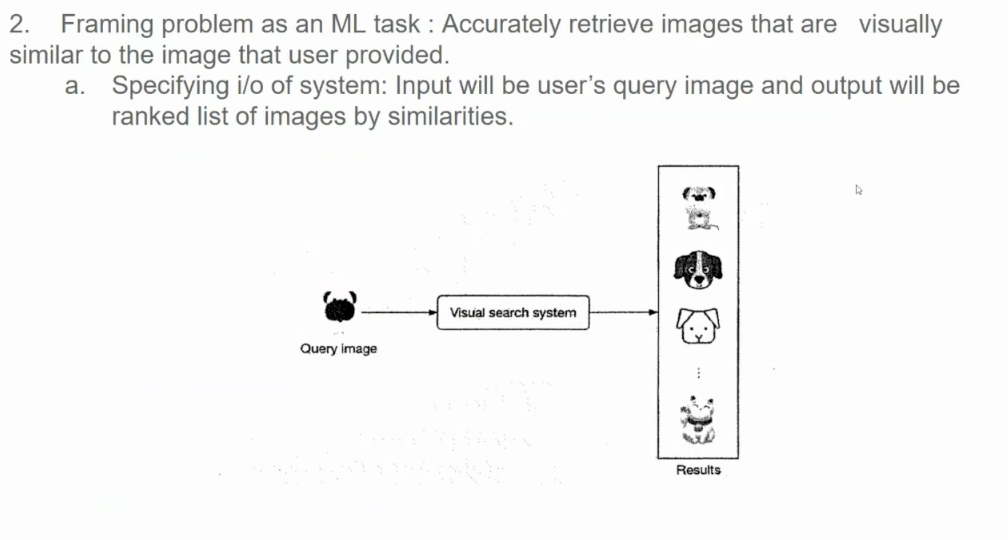 2. Framing problem as an ML task : Accurately retrieve images that are visually
similar to the image that user provided.
a. Specifying i/o of system: Input will be user's query image and output will be
ranked list of images by similarities.
Visual search system
Query image
Results